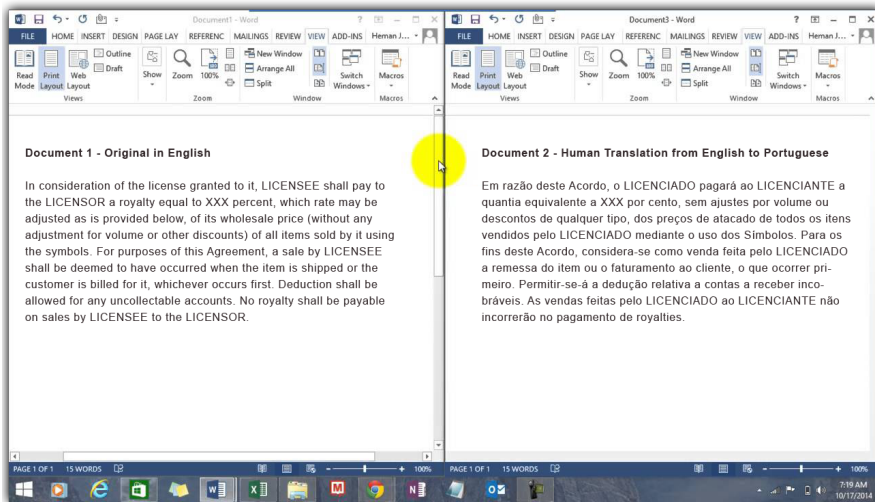 Document1 - Word
FILE HOME INSERT DESIGN PAGE LAY REFERENC MAILINGS REVIEW VIEW ADD-INS Heman J...
Read Mode
Print Layout
Web Layout
Outline
Draft
Views
Show
Zoom
100%
Zoom
New Window
Arrange All
Split
Switch Windows
Window
Macros
Macros
Document 1 - Original in English
In consideration of the license granted to it, LICENSEE shall pay to
the LICENSOR a royalty equal to XXX percent, which rate may be
adjusted as is provided below, of its wholesale price (without any
adjustment for volume or other discounts) of all items sold by it using
the symbols. For purposes of this Agreement, a sale by LICENSEE
shall be deemed to have occurred when the item is shipped or the
customer is billed for it, whichever occurs first. Deduction shall be
allowed for any uncollectable accounts. No royalty shall be payable
on sales by LICENSEE to the LICENSOR.
PAGE 1 OF 1 15 WORDS 100%
Document3 - Word
FILE HOME INSERT DESIGN PAGE LAY REFERENC MAILINGS REVIEW VIEW ADD-INS Heman J...
Read Mode
Print Layout
Web Layout
Outline
Draft
Views
Show
Zoom
100%
Zoom
New Window
Arrange All
Split
Switch Windows
Window
Macros
Macros
Document 2 - Human Translation from English to Portuguese
Em razão deste Acordo, o LICENCIADO pagará ao LICENCIANTE a
quantia equivalente a XXX por cento, sem ajustes por volume ou
descontos de qualquer tipo, dos preços de atacado de todos os itens
vendidos pelo LICENCIADO mediante o uso dos Símbolos. Para os
fins deste Acordo, considera-se como venda feita pelo LICENCIADO
a remessa do item ou o faturamento ao cliente, o que ocorrer pri-
meiro. Permitir-se-á a dedução relativa a contas a receber inco-
bráveis. As vendas feitas pelo LICENCIADO ao LICENCIANTE não
incorrerão no pagamento de royalties.
PAGE 1 OF 1 15 WORDS 100%
7:19 AM
10/17/2014